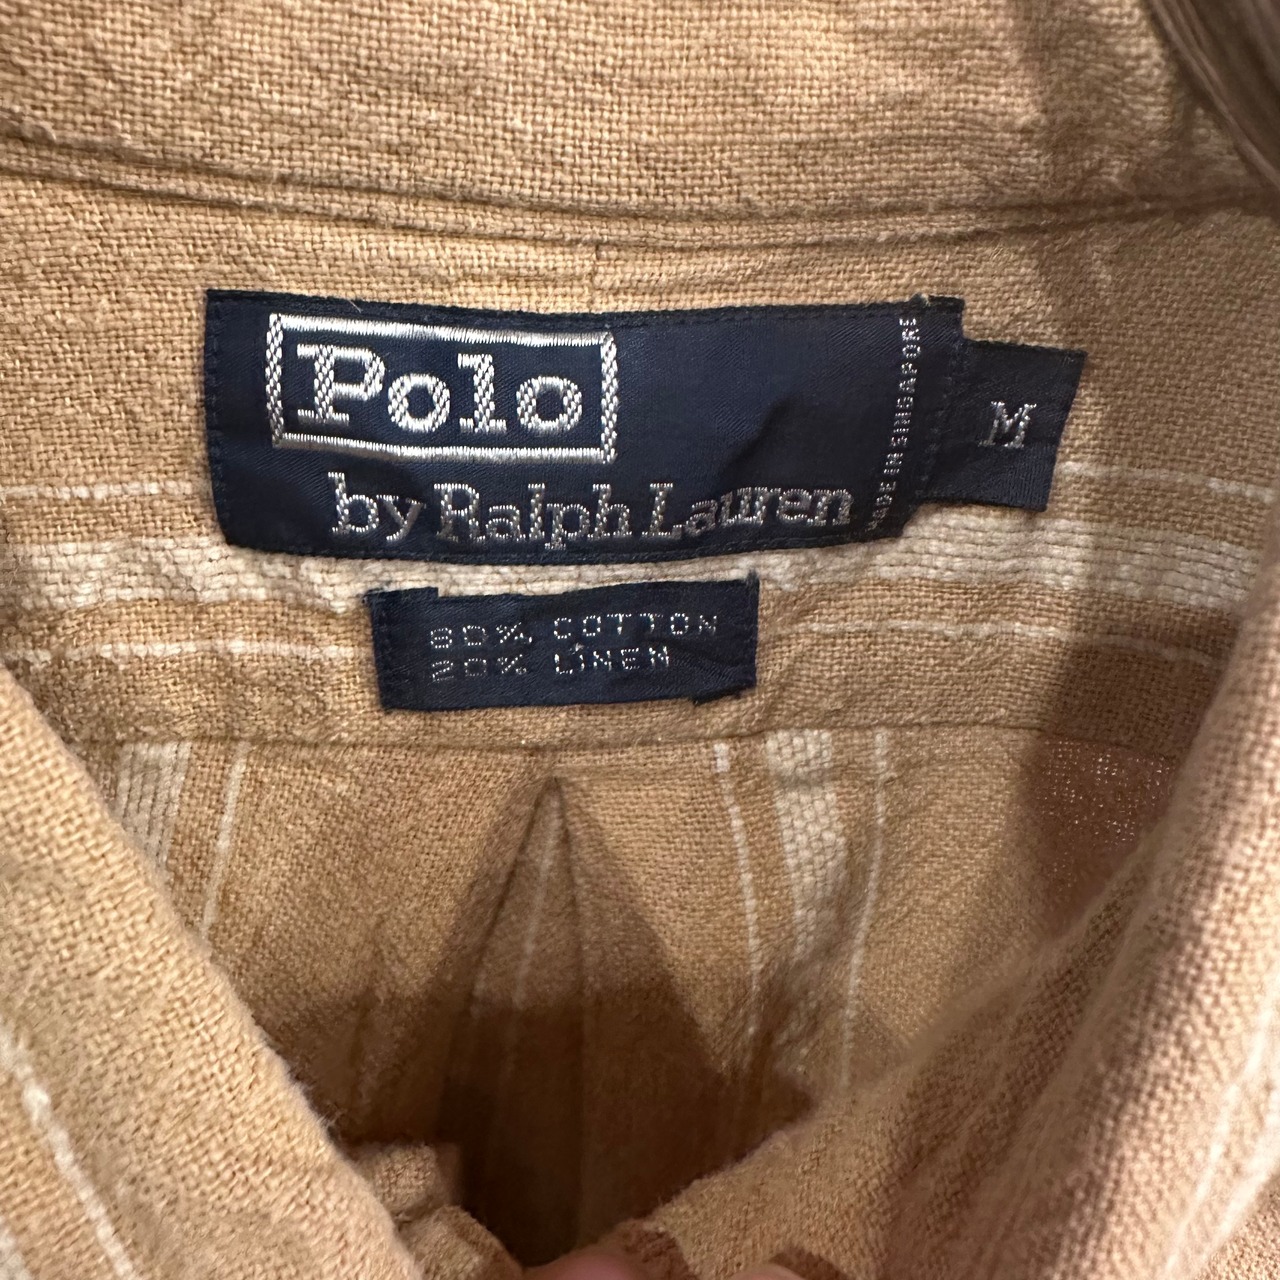 Polo
by Ralph Lauren
MADE IN SINGAPORE
M
80% COTTON
20% LINEN